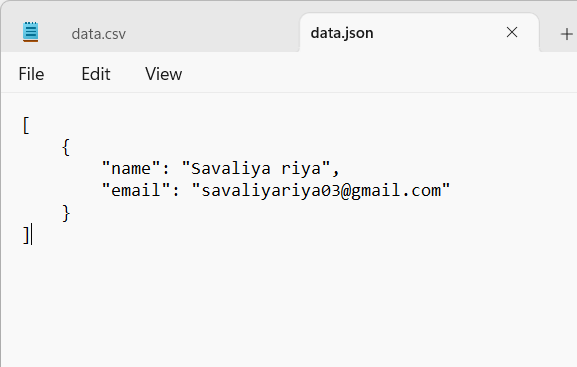 data.csv
data.json
File Edit View
[
{
"name": "Savaliya riya",
"email": "savaliyariya03@gmail.com"
}
]